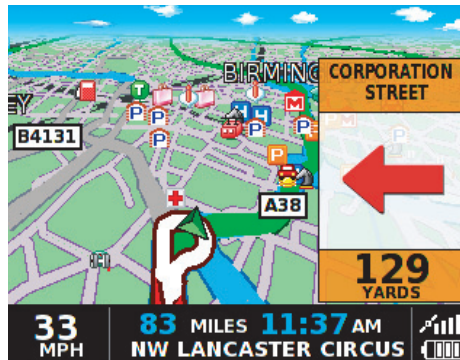 BIRMING
CORPORATION
STREET
EY
T
P
P
P
H
H
M
P
P
B4131
A38
129
YARDS
33
MPH
83 MILES 11:37 AM
NW LANCASTER CIRCUS